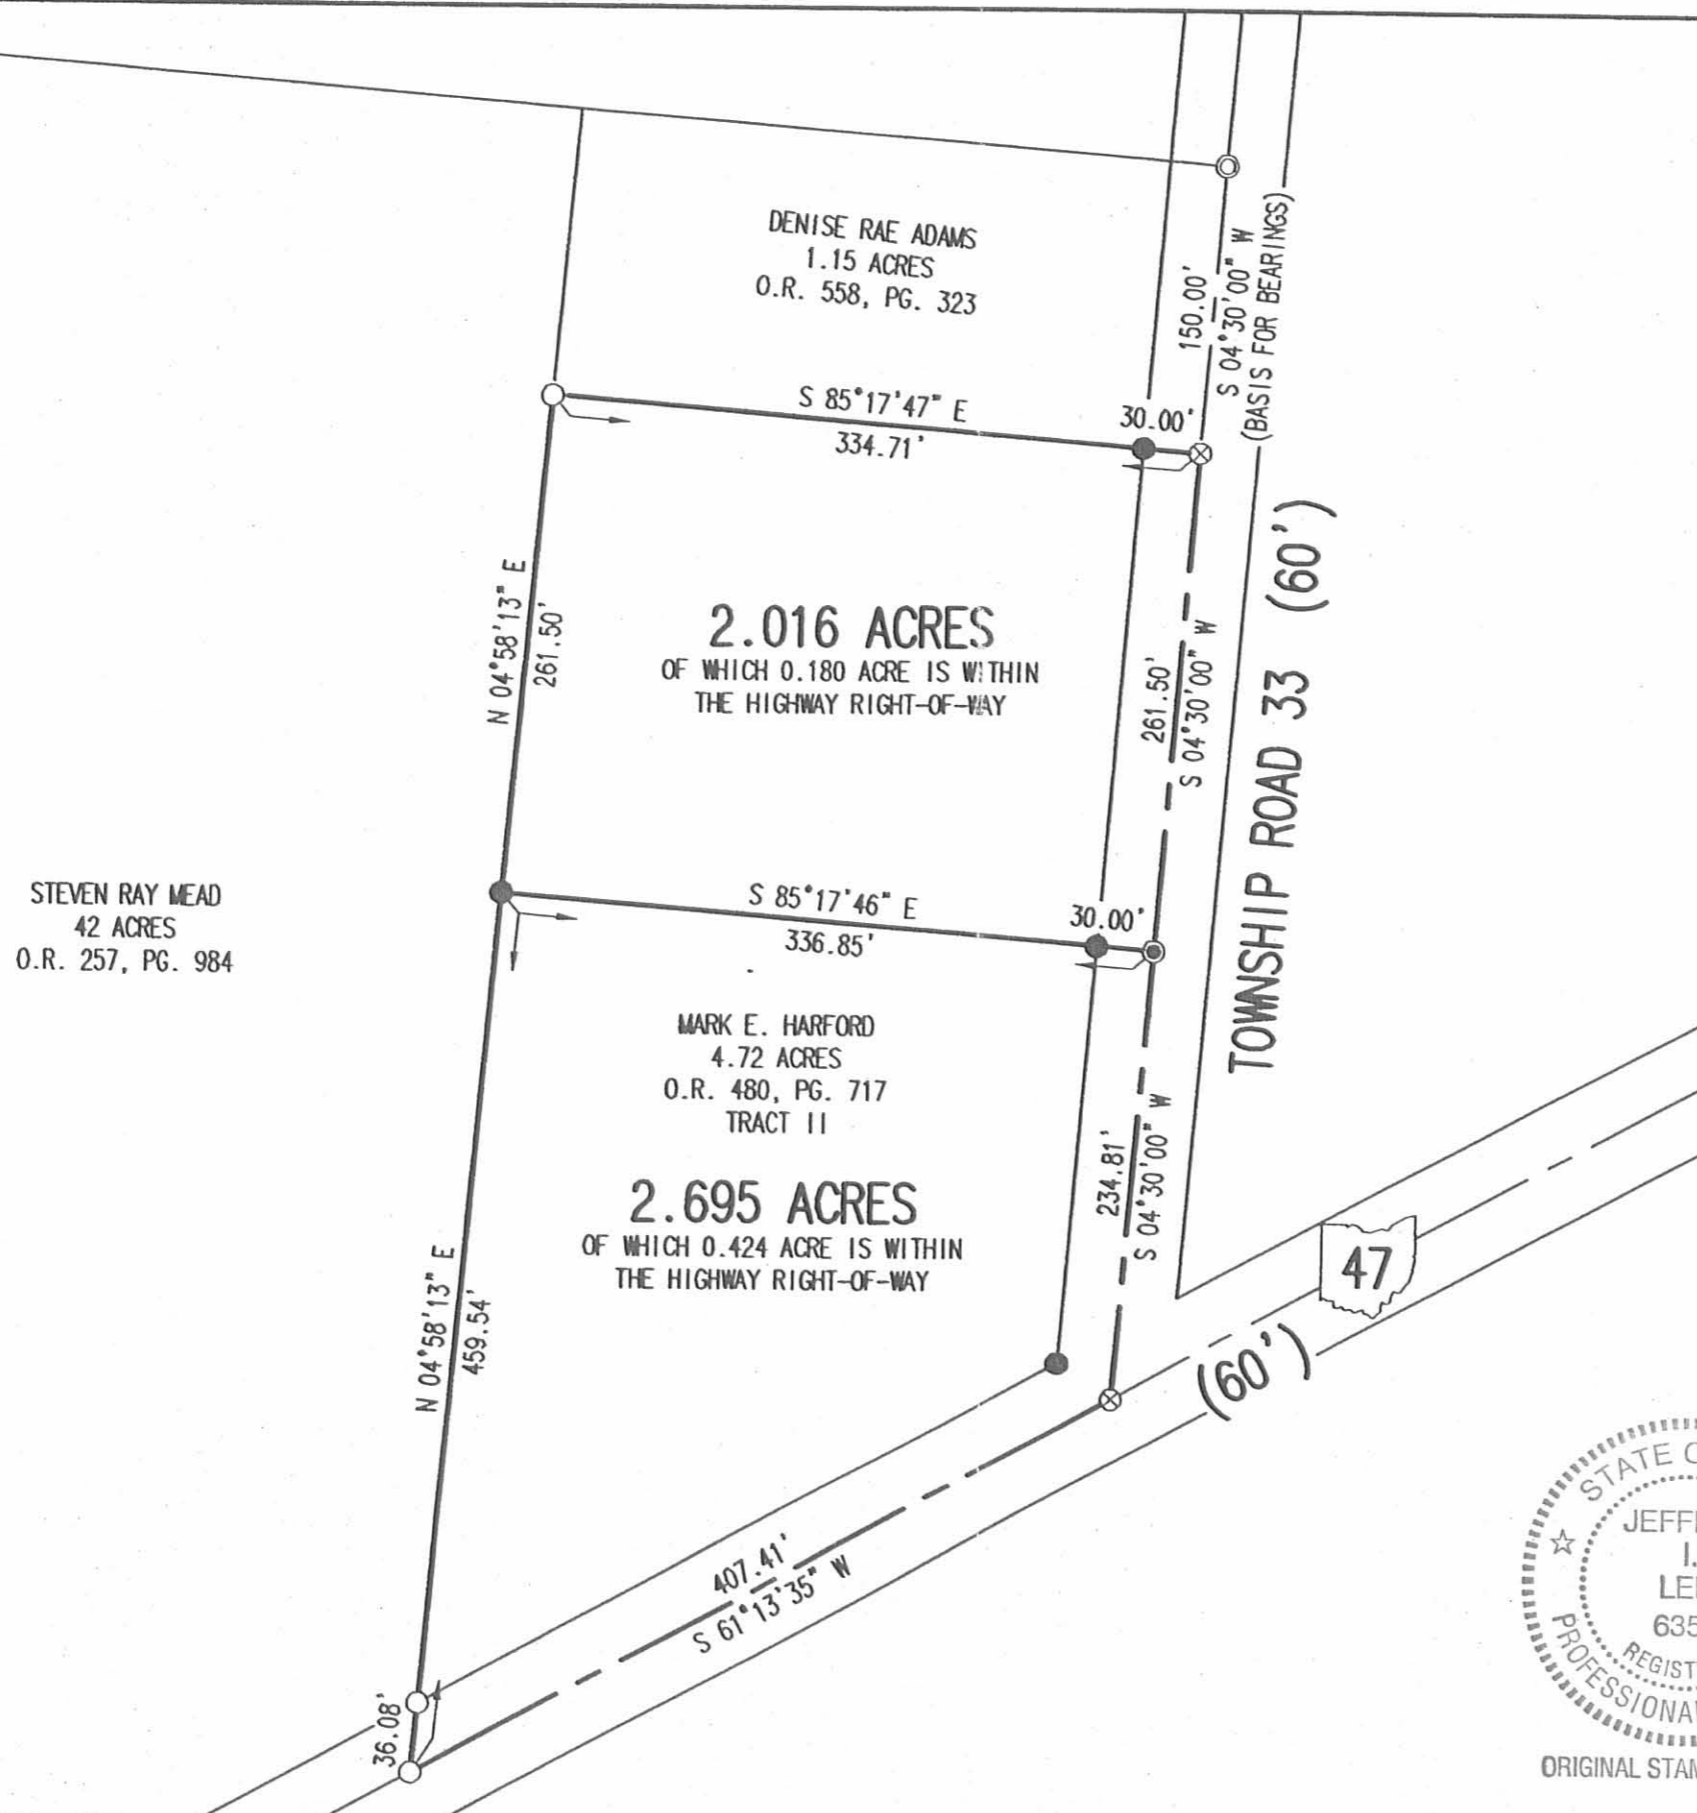 DENISE RAE ADAMS
1.15 ACRES
O.R. 558, PG. 323
150.00'
S 04°30'00" W
(BASIS FOR BEARINGS)
S 85°17'47" E
334.71'
30.00'
N 04°58'13" E
261.50'
2.016 ACRES
OF WHICH 0.180 ACRE IS WITHIN
THE HIGHWAY RIGHT-OF-WAY
261.50'
S 04°30'00" W
TOWNSHIP ROAD 33 (60')
STEVEN RAY MEAD
42 ACRES
O.R. 257, PG. 984
S 85°17'46" E
336.85'
30.00'
MARK E. HARFORD
4.72 ACRES
O.R. 480, PG. 717
TRACT II
2.695 ACRES
OF WHICH 0.424 ACRE IS WITHIN
THE HIGHWAY RIGHT-OF-WAY
234.81'
S 04°30'00" W
N 04°58'13" E
459.54'
47
(60')
407.41'
S 61°13'35" W
36.08'
STATE O
JEFF
I.
LE
635
REGIST
PROFESSIONA
ORIGINAL STAM